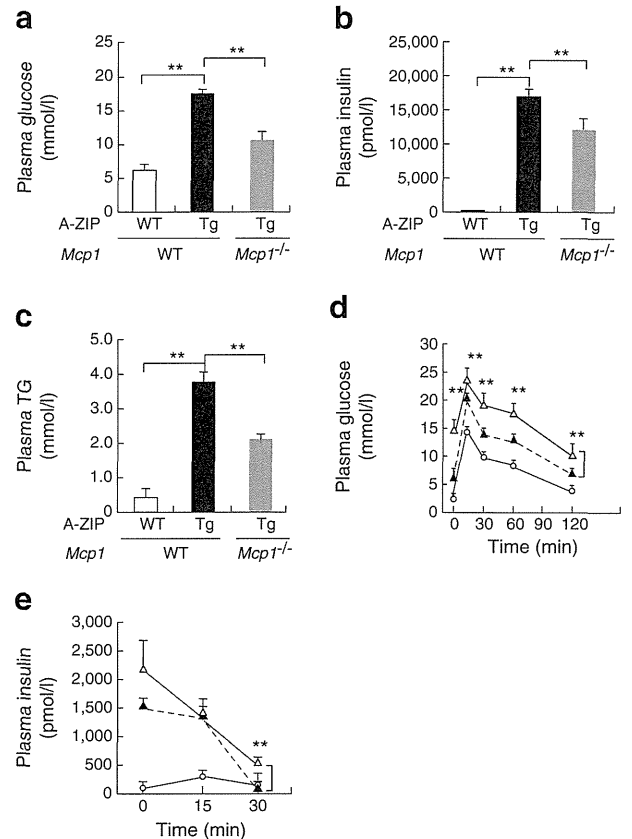 a
Plasma glucose
(mmol/l)
25
20
15
10
5
0
**
**
A-ZIP WT Tg Tg
Mcp1 WT Mcp1-/-
b
Plasma insulin
(pmol/l)
25,000
20,000
15,000
10,000
5,000
0
**
**
A-ZIP WT Tg Tg
Mcp1 WT Mcp1-/-
c
Plasma TG
(mmol/l)
5.0
4.0
3.0
2.0
1.0
0
**
**
A-ZIP WT Tg Tg
Mcp1 WT Mcp1-/-
d
Plasma glucose
(mmol/l)
30
25
20
15
10
5
0
** ** ** ** **
0 30 60 90 120
Time (min)
e
Plasma insulin
(pmol/l)
3,000
2,500
2,000
1,500
1,000
500
0
**
0 15 30
Time (min)